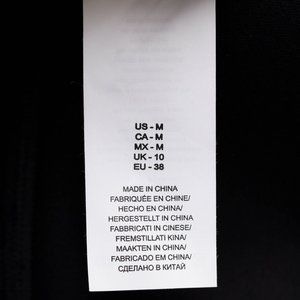 US - M
CA - M
MX - M
UK - 10
EU - 38
MADE IN CHINA
FABRIQUÉE EN CHINE/
HECHO EN CHINA/
HERGESTELLT IN CHINA
FABBRICATI IN CINESE/
FREMSTILLATI KINA/
MAAKTEN IN CHINA/
FABRICADO EM CHINA/
СДЕЛАНО В КИТАЙ